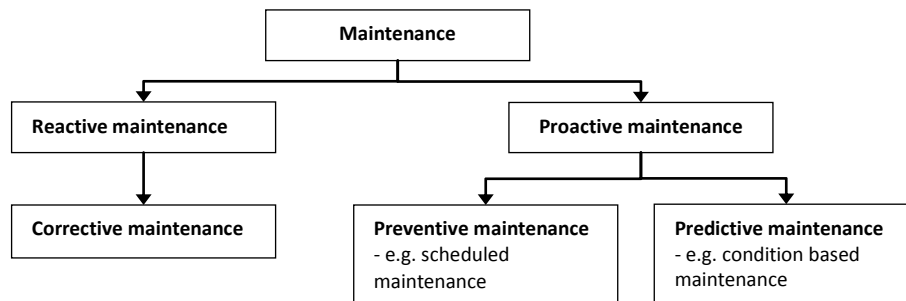 Maintenance
Reactive maintenance
Proactive maintenance
Corrective maintenance
Preventive maintenance
- e.g. scheduled
maintenance
Predictive maintenance
- e.g. condition based
maintenance